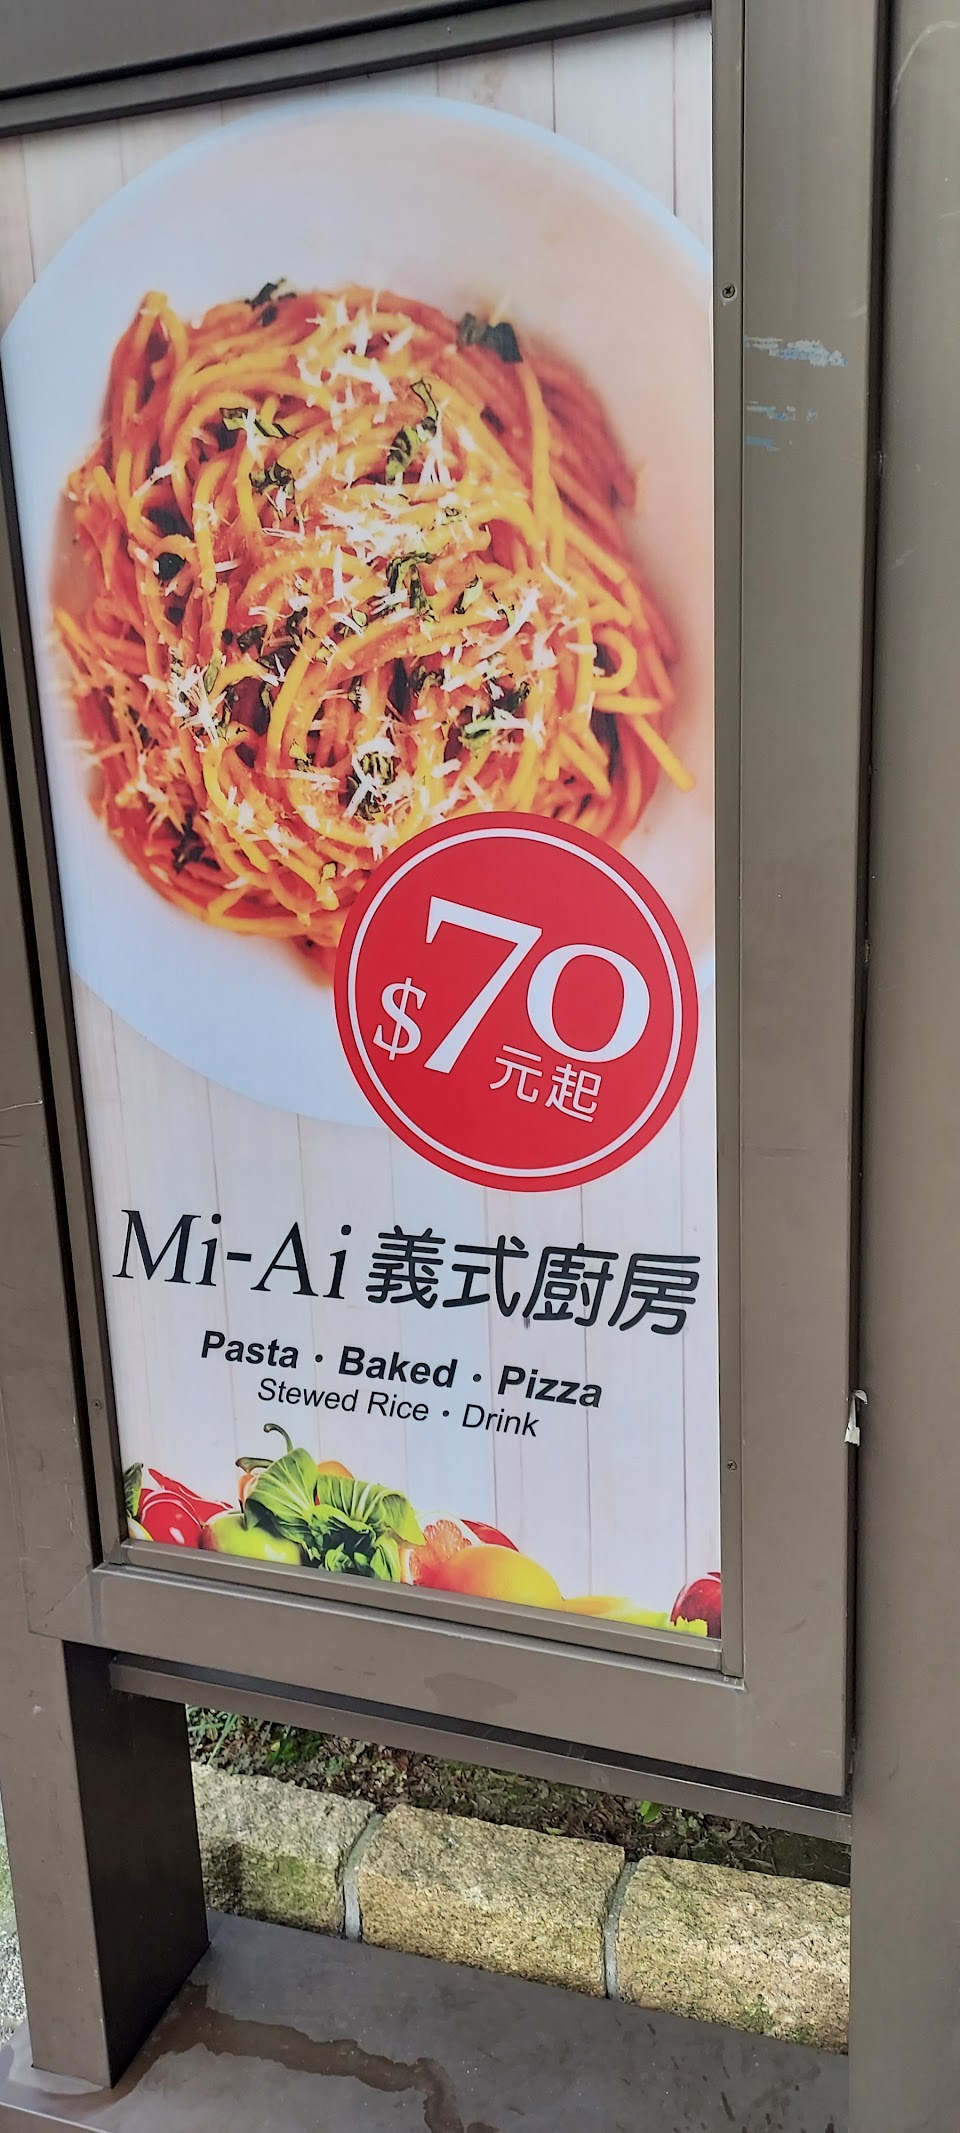 $70
元起
Mi-Ai 義式廚房
Pasta・Baked・Pizza
Stewed Rice・Drink